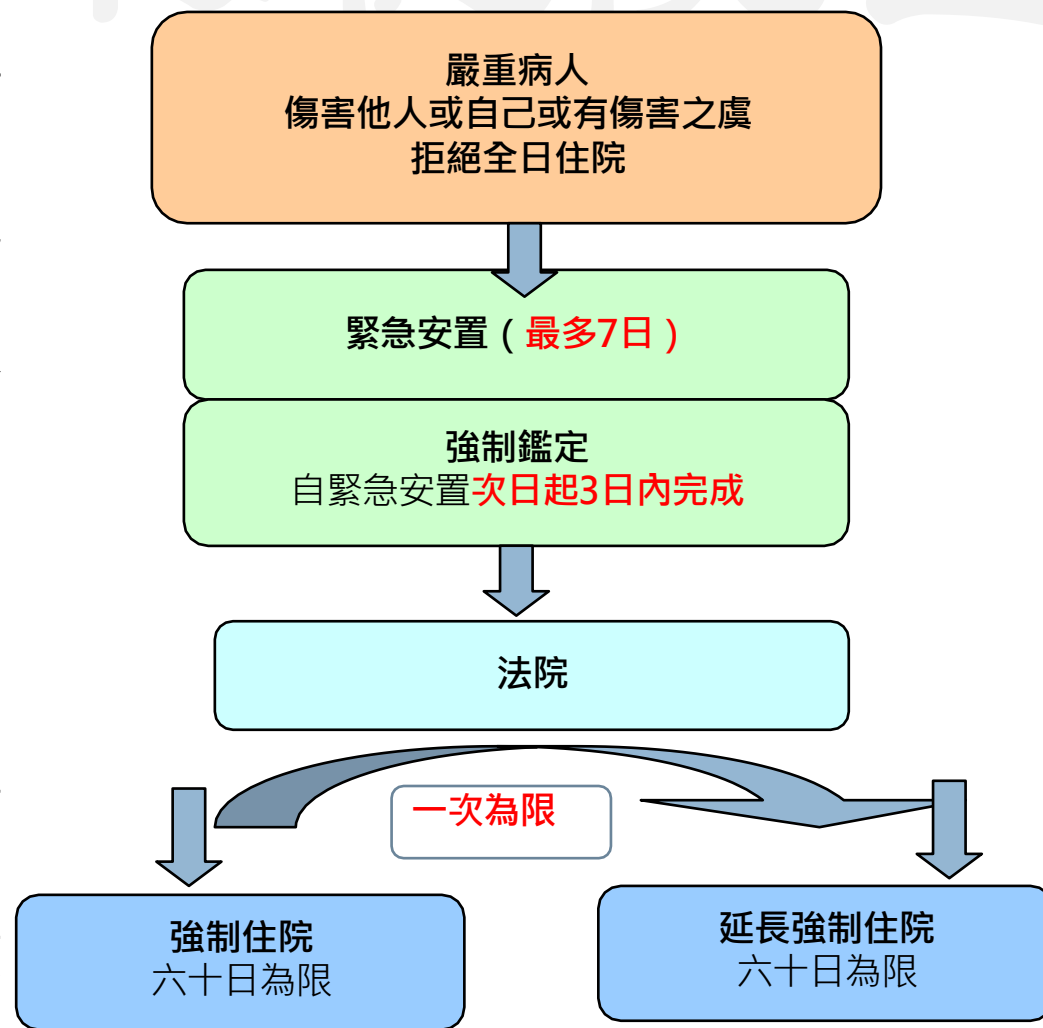 嚴重病人
傷害他人或自己或有傷害之虞
拒絕全日住院
緊急安置（最多7日）
強制鑑定
自緊急安置次日起3日內完成
法院
一次為限
強制住院
六十日為限
延長強制住院
六十日為限